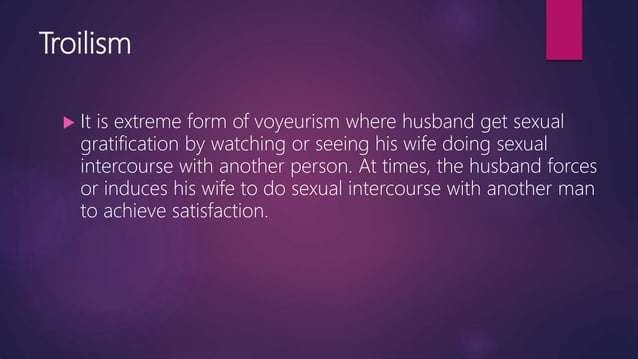 Troilism
It is extreme form of voyeurism where husband get sexual
gratification by watching or seeing his wife doing sexual
intercourse with another person. At times, the husband forces
or induces his wife to do sexual intercourse with another man
to achieve satisfaction.